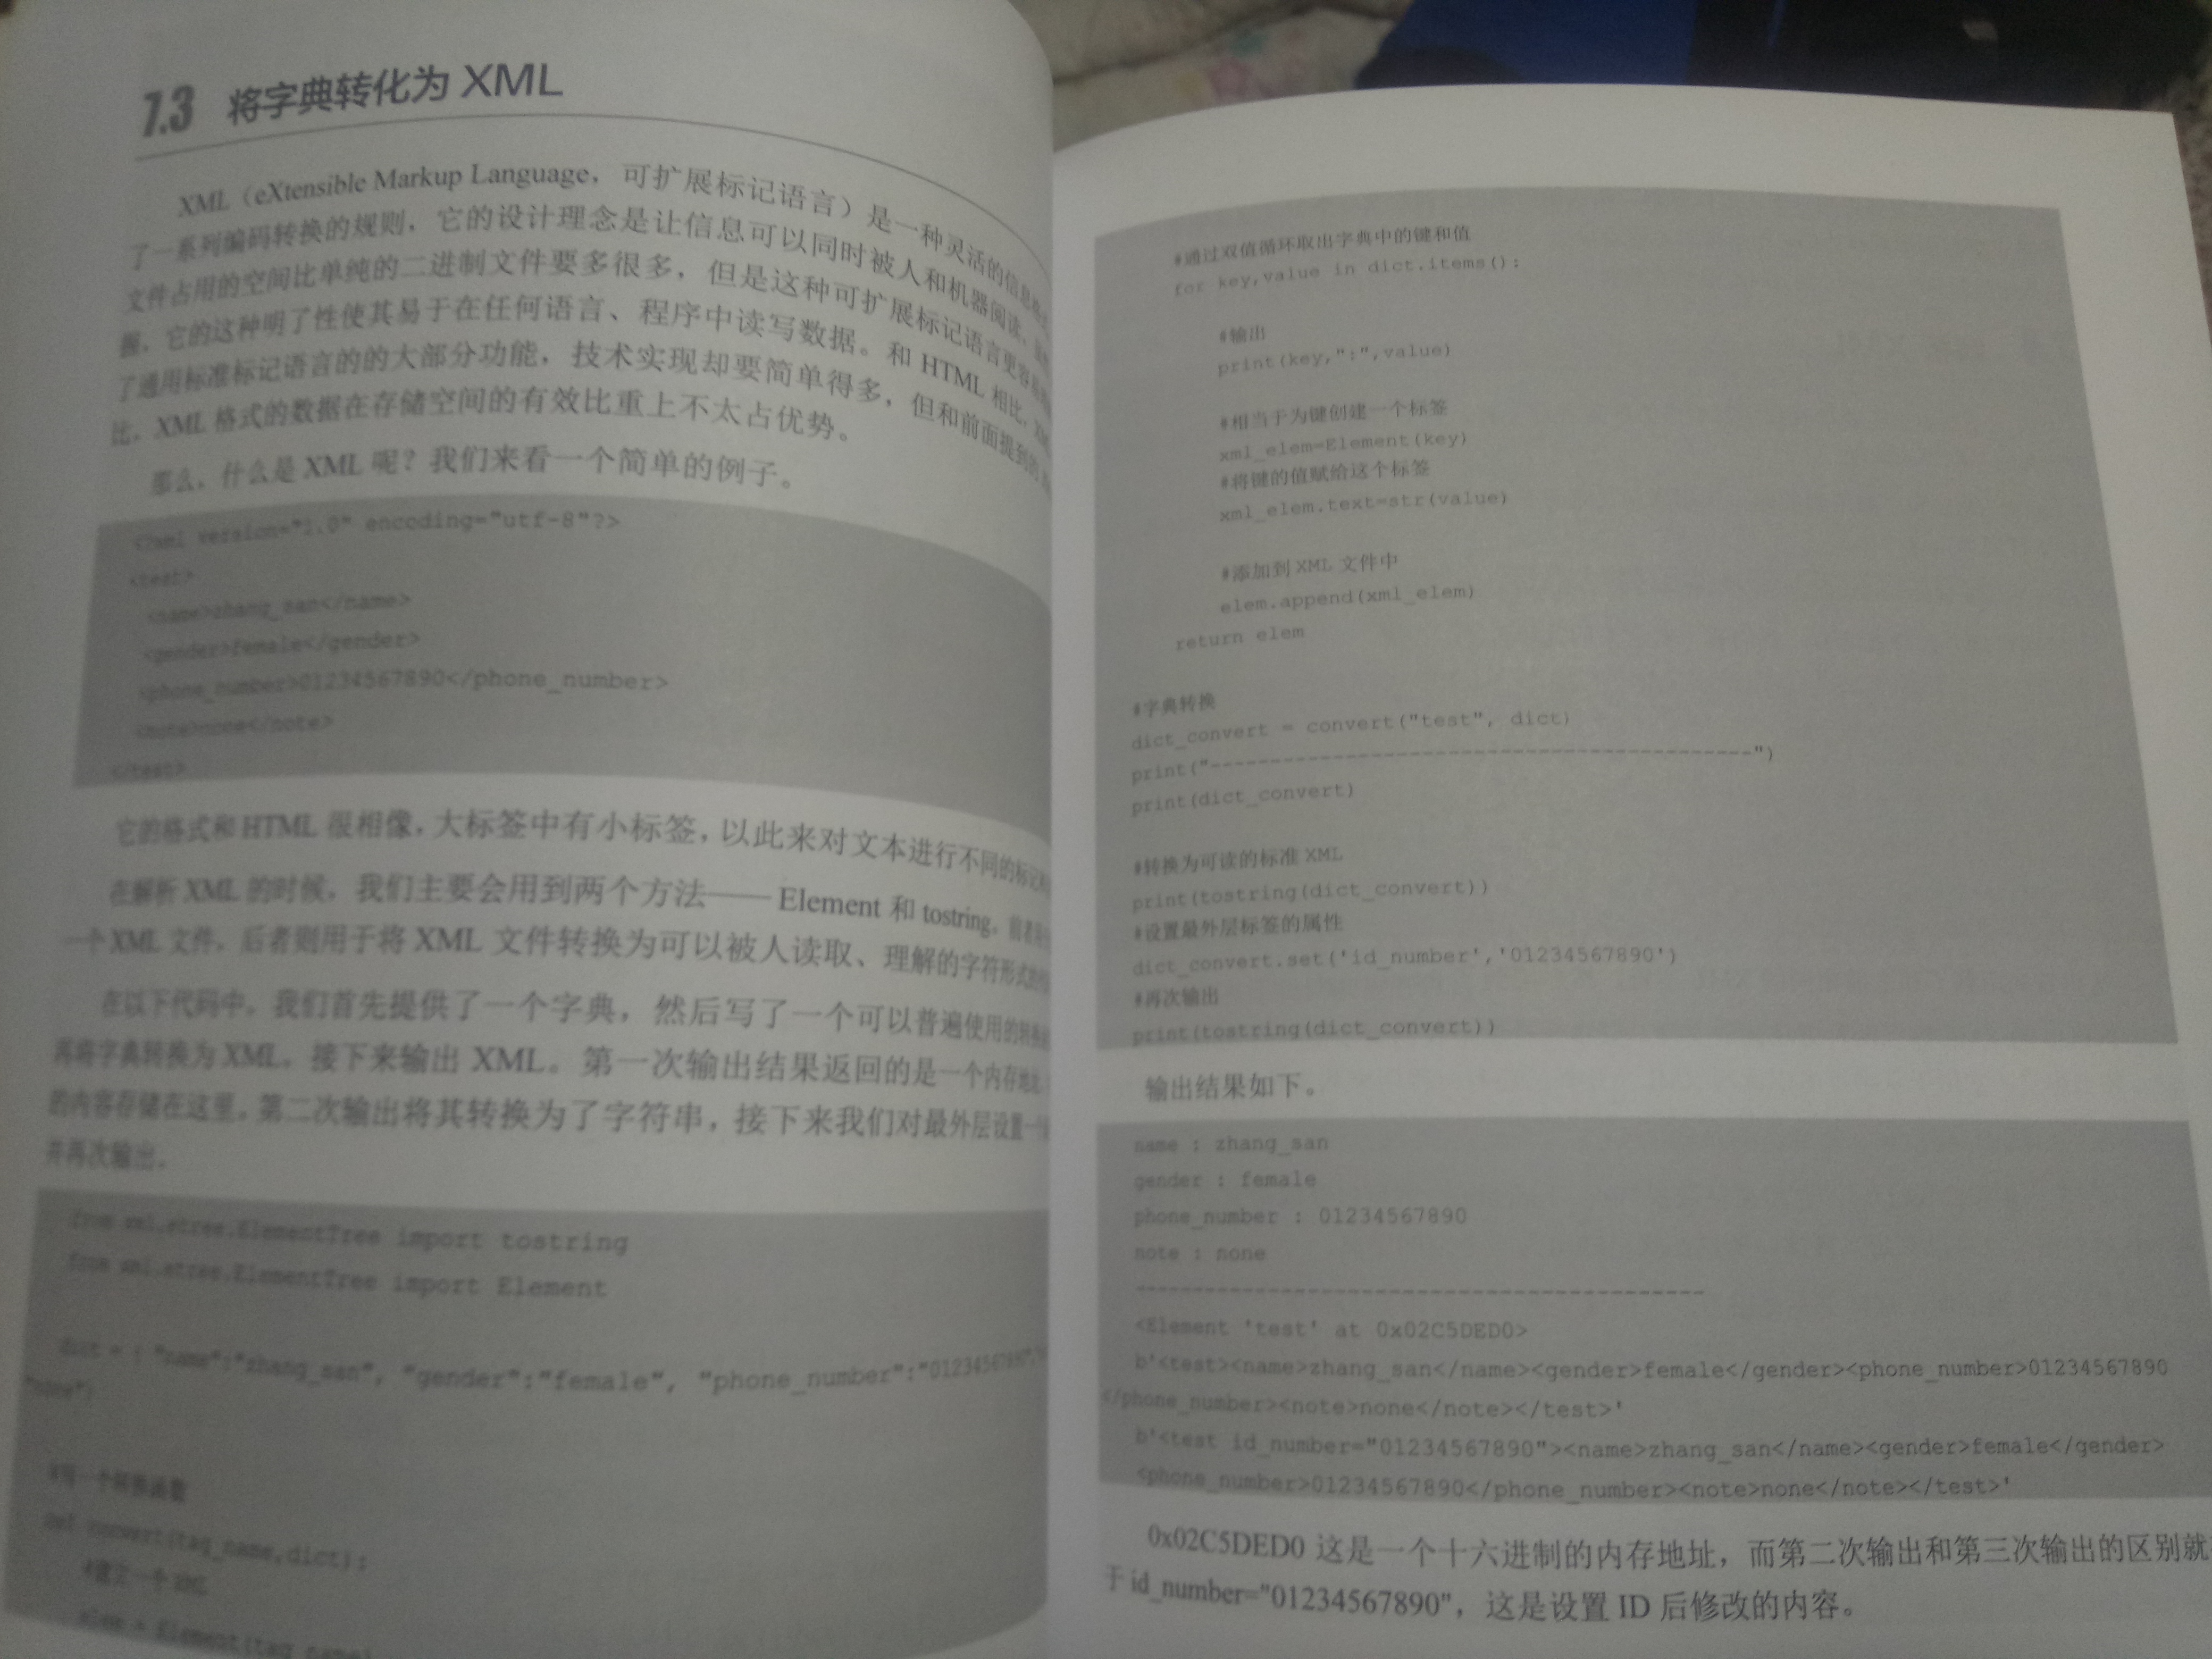 7.3 将字典转化为 XML
XML（eXtensible Markup Language，可扩展标记语言）是一种灵活的信息
了一系列编码转换的规则，它的设计理念是让信息可以同时被人和机器阅读，
文件占用的空间比单纯的二进制文件要多很多，但是这种可扩展标记语言更容
据，它的这种明了性使其易于在任何语言、程序中读写数据。和 HTML 相比，
了通用标准标记语言的的大部分功能，技术实现却要简单得多，但和前面提到的
比，XML 格式的数据在存储空间的有效比重上不太占优势。
那么，什么是 XML 呢？我们来看一个简单的例子。
<?xml version="1.0" encoding="utf-8"?>
<test>
<name>zhang_san</name>
<gender>female</gender>
<phone_number>01234567890</phone_number>
<note>none</note>
</test>
它的格式和 HTML 很相像，大标签中有小标签，以此来对文本进行不同的标记
在解析 XML 的时候，我们主要会用到两个方法—— Element 和 tostring，前者
一个 XML 文件，后者则用于将 XML 文件转换为可以被人读取、理解的字符形式
在以下代码中，我们首先提供了一个字典，然后写了一个可以普遍使用的转换
再将字典转换为 XML。接下来输出 XML。第一次输出结果返回的是一个内存地址
的内容存储在这里。第二次输出将其转换为了字符串，接下来我们对最外层设置一
并再次输出。
from xml.etree.ElementTree import tostring
from xml.etree.ElementTree import Element
dict = { "name":"zhang_san", "gender":"female", "phone_number":"01234567890",
"none"}
#写一个转换函数
def convert(tag_name,dict):
#建立一个 XML
elem = Element(tag_name)
#通过双值循环取出字典中的键和值
for key,value in dict.items():
#输出
print(key,":",value)
#相当于为键创建一个标签
xml_elem=Element(key)
#将键的值赋给这个标签
xml_elem.text=str(value)
#添加到 XML 文件中
elem.append(xml_elem)
return elem
#字典转换
dict_convert = convert("test", dict)
print("---------------------------------------------")
print(dict_convert)
#转换为可读的标准 XML
print(tostring(dict_convert))
#设置最外层标签的属性
dict_convert.set('id_number','01234567890')
#再次输出
print(tostring(dict_convert))
输出结果如下。
name : zhang_san
gender : female
phone_number : 01234567890
note : none
---------------------------------------------
<Element 'test' at 0x02C5DED0>
b'<test><name>zhang_san</name><gender>female</gender><phone_number>01234567890
</phone_number><note>none</note></test>'
b'<test id_number="01234567890"><name>zhang_san</name><gender>female</gender>
<phone_number>01234567890</phone_number><note>none</note></test>'
0x02C5DED0 这是一个十六进制的内存地址，而第二次输出和第三次输出的区别就
于 id_number="01234567890"，这是设置 ID 后修改的内容。